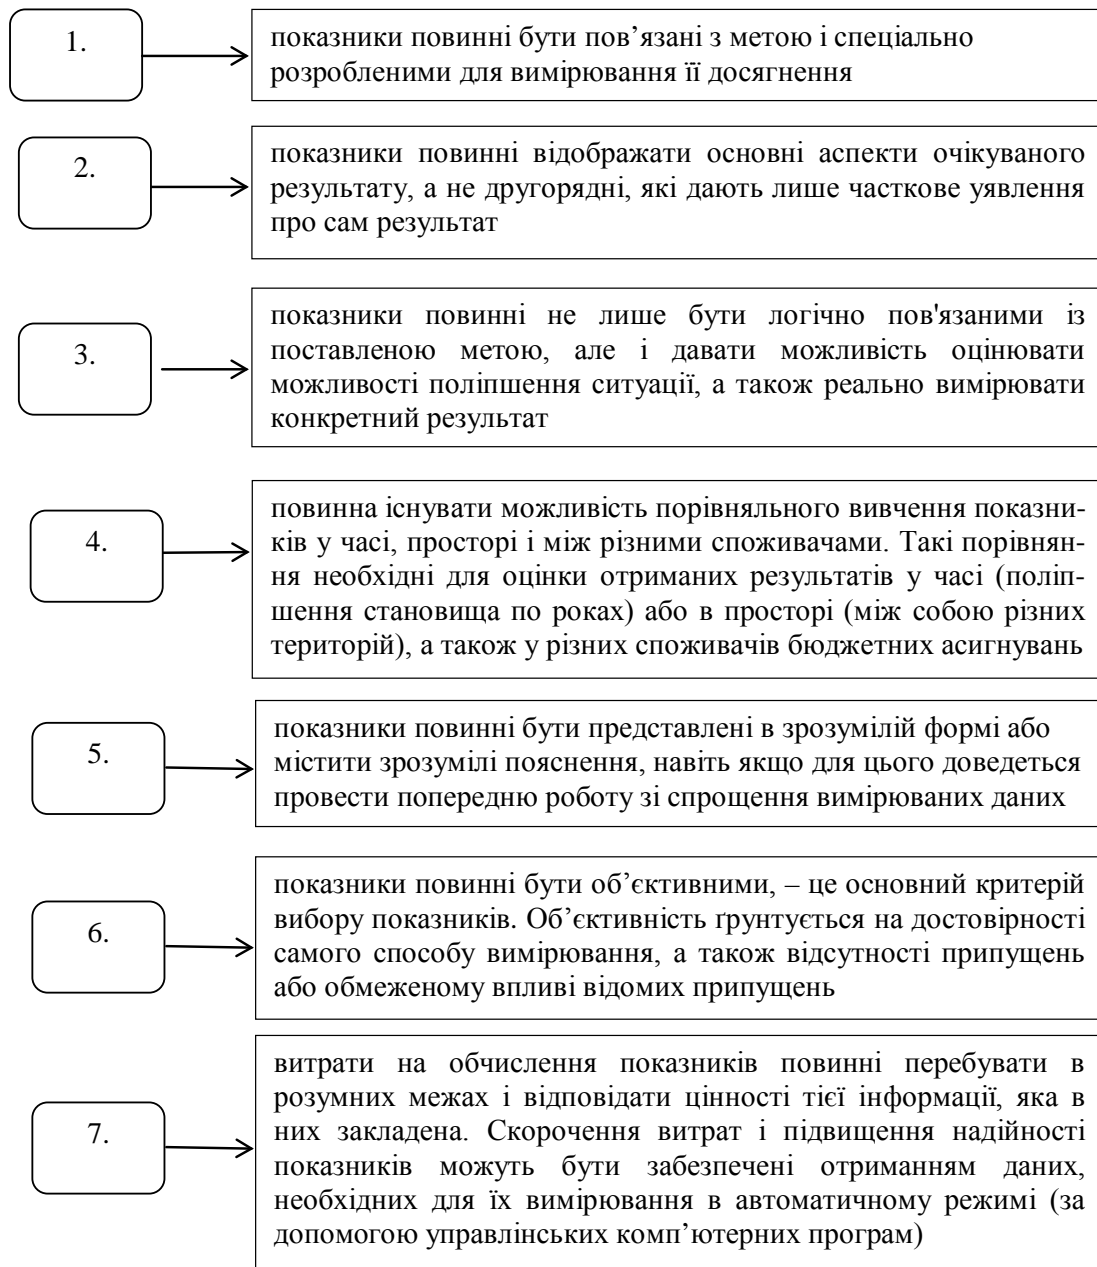 1.
показники повинні бути пов’язані з метою і спеціально
розробленими для вимірювання її досягнення
2.
показники повинні відображати основні аспекти очікуваного
результату, а не другорядні, які дають лише часткове уявлення
про сам результат
3.
показники повинні не лише бути логічно пов'язаними із
поставленою метою, але і давати можливість оцінювати
можливості поліпшення ситуації, а також реально вимірювати
конкретний результат
4.
повинна існувати можливість порівняльного вивчення показни-
ків у часі, просторі і між різними споживачами. Такі порівнян-
ня необхідні для оцінки отриманих результатів у часі (поліп-
шення становища по роках) або в просторі (між собою різних
територій), а також у різних споживачів бюджетних асигнувань
5.
показники повинні бути представлені в зрозумілій формі або
містити зрозумілі пояснення, навіть якщо для цього доведеться
провести попередню роботу зі спрощення вимірюваних даних
6.
показники повинні бути об’єктивними, – це основний критерій
вибору показників. Об’єктивність ґрунтується на достовірності
самого способу вимірювання, а також відсутності припущень
або обмеженому впливі відомих припущень
7.
витрати на обчислення показників повинні перебувати в
розумних межах і відповідати цінності тієї інформації, яка в
них закладена. Скорочення витрат і підвищення надійності
показників можуть бути забезпечені отриманням даних,
необхідних для їх вимірювання в автоматичному режимі (за
допомогою управлінських комп’ютерних програм)